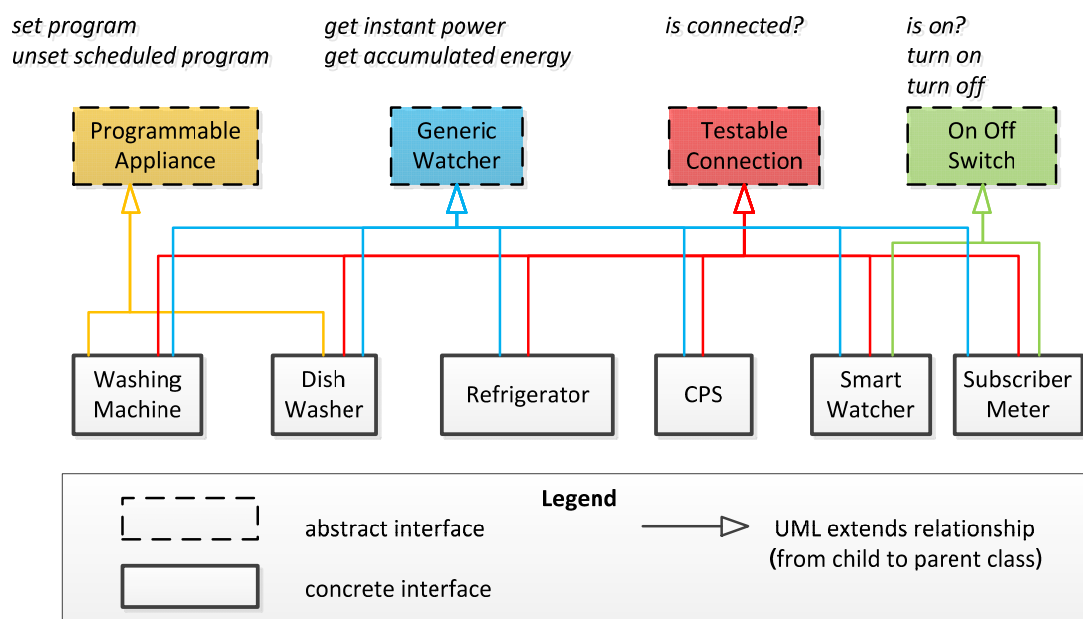 set program
unset scheduled program
get instant power
get accumulated energy
is connected?
is on?
turn on
turn off
Programmable
Appliance
Generic
Watcher
Testable
Connection
On Off
Switch
Washing
Machine
Dish
Washer
Refrigerator
CPS
Smart
Watcher
Subscriber
Meter
Legend
abstract interface
UML extends relationship
(from child to parent class)
concrete interface